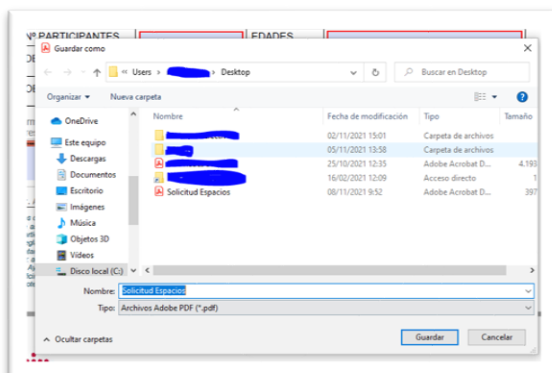 Nº PARTICIPANTES EDADES
Guardar como
« Users > > Desktop
Buscar en Desktop
Organizar Nueva carpeta
Nombre Fecha de modificación Tipo Tamaño
OneDrive
Este equipo
Descargas
Documentos
Escritorio
Imágenes
Música
Objetos 3D
Vídeos
Disco local (C:)
02/11/2021 15:01 Carpeta de archivos
05/11/2021 13:58 Carpeta de archivos
25/10/2021 12:35 Adobe Acrobat D... 4.193
16/02/2021 12:09 Acceso directo 1
Solicitud Espacios 08/11/2021 9:52 Adobe Acrobat D... 397
Nombre: Solicitud Espacios
Tipo: Archivos Adobe PDF (*.pdf)
Ocultar carpetas
Guardar Cancelar